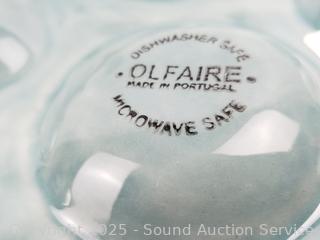 DISHWASHER SAFE
• OLFAIRE •
MADE IN PORTUGAL
MICROWAVE SAFE
Copyright 2025 - Sound Auction Service